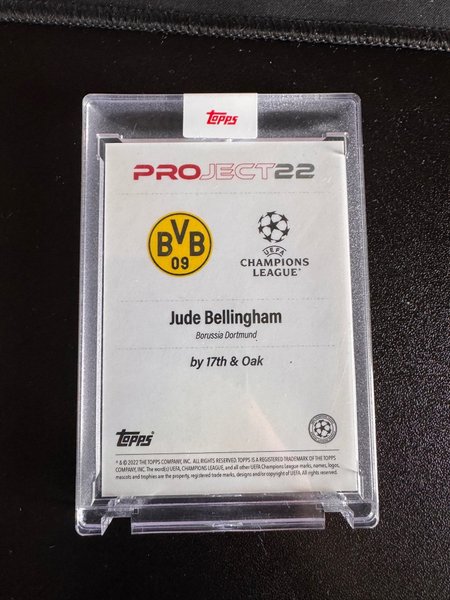 Topps
PROJECT22
BVB
09
UEFA
CHAMPIONS
LEAGUE®
Jude Bellingham
Borussia Dortmund
by 17th & Oak
Topps®
® & © 2022 THE TOPPS COMPANY, INC. ALL RIGHTS RESERVED. TOPPS IS A REGISTERED TRADEMARK OF THE TOPPS
COMPANY, INC. The word(s) UEFA, CHAMPIONS LEAGUE, and all other UEFA Champions League marks, names, logos,
mascots and trophies are the property, registered trade marks, designs and/or copyright of UEFA. All rights reserved.